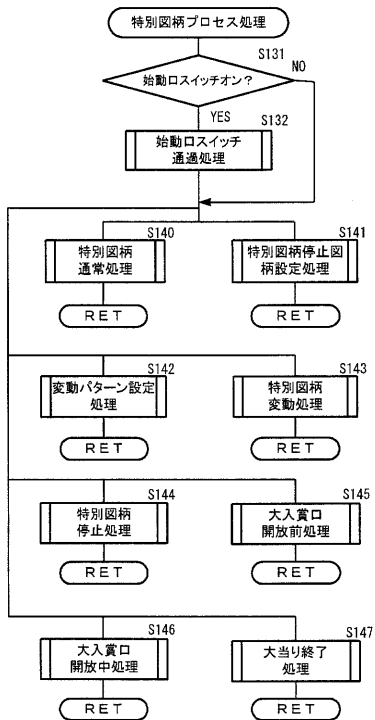 特別図柄プロセス処理
S131
始動口スイッチオン?
NO
YES
S132
始動口スイッチ
通過処理
S140
特別図柄
通常処理
RET
S141
特別図柄停止図
柄設定処理
RET
S142
変動パターン設定
処理
RET
S143
特別図柄
変動処理
RET
S144
特別図柄
停止処理
RET
S145
大入賞口
開放前処理
RET
S146
大入賞口
開放中処理
RET
S147
大当り終了
処理
RET